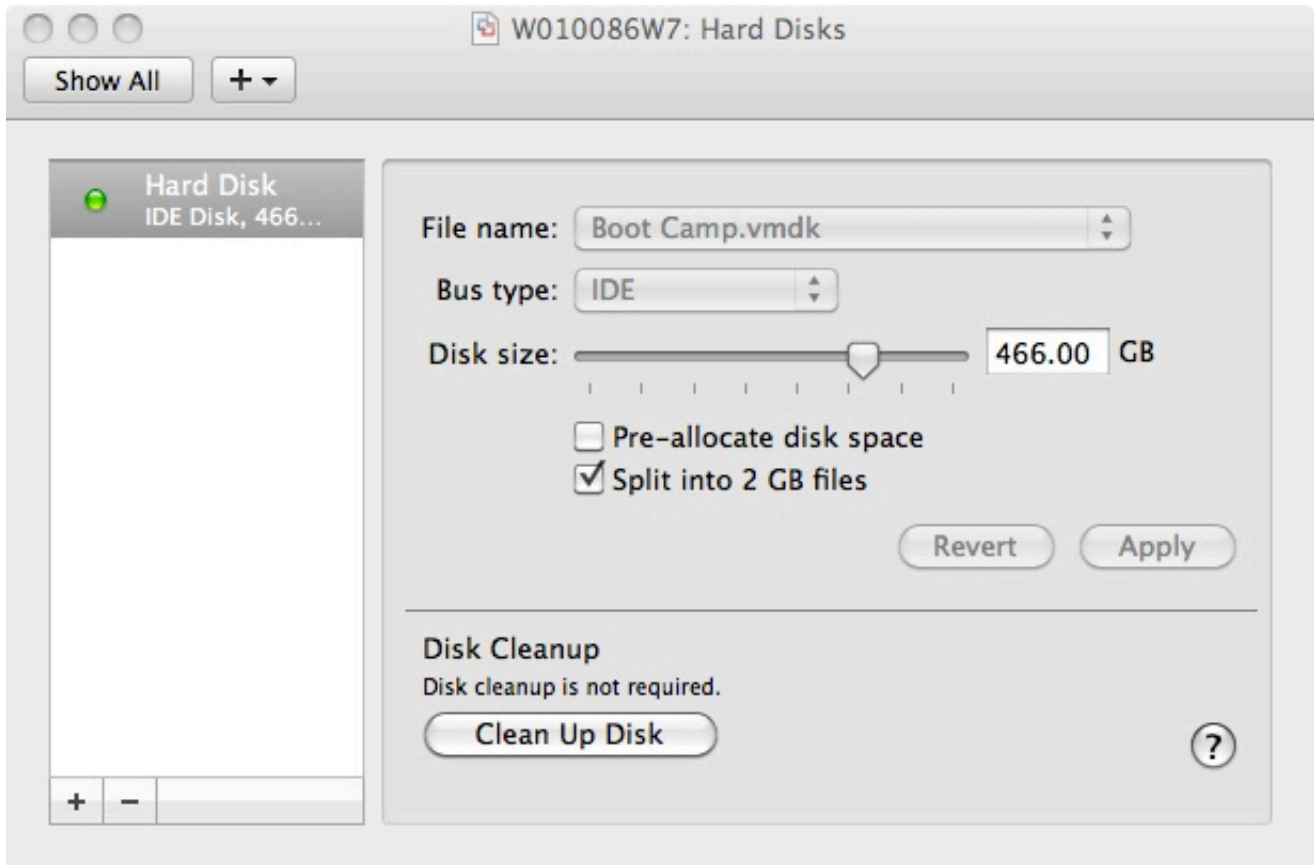 W010086W7: Hard Disks
Show All
+
Hard Disk
IDE Disk, 466...
File name: Boot Camp.vmdk
Bus type: IDE
Disk size: 466.00 GB
Pre-allocate disk space
Split into 2 GB files
Revert Apply
Disk Cleanup
Disk cleanup is not required.
Clean Up Disk
?
+ −